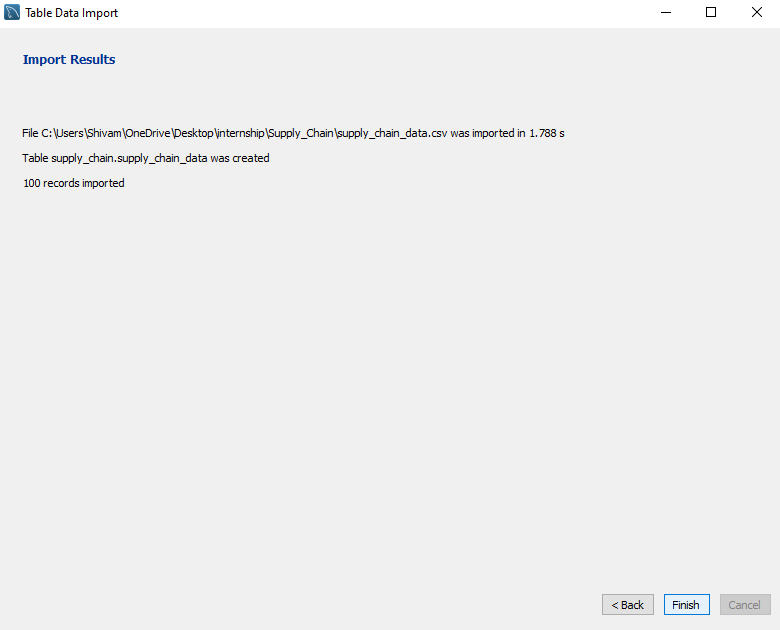 Table Data Import
Import Results
File C:\Users\Shivam\OneDrive\Desktop\internship\Supply_Chain\supply_chain_data.csv was imported in 1.788 s
Table supply_chain.supply_chain_data was created
100 records imported
< Back Finish Cancel